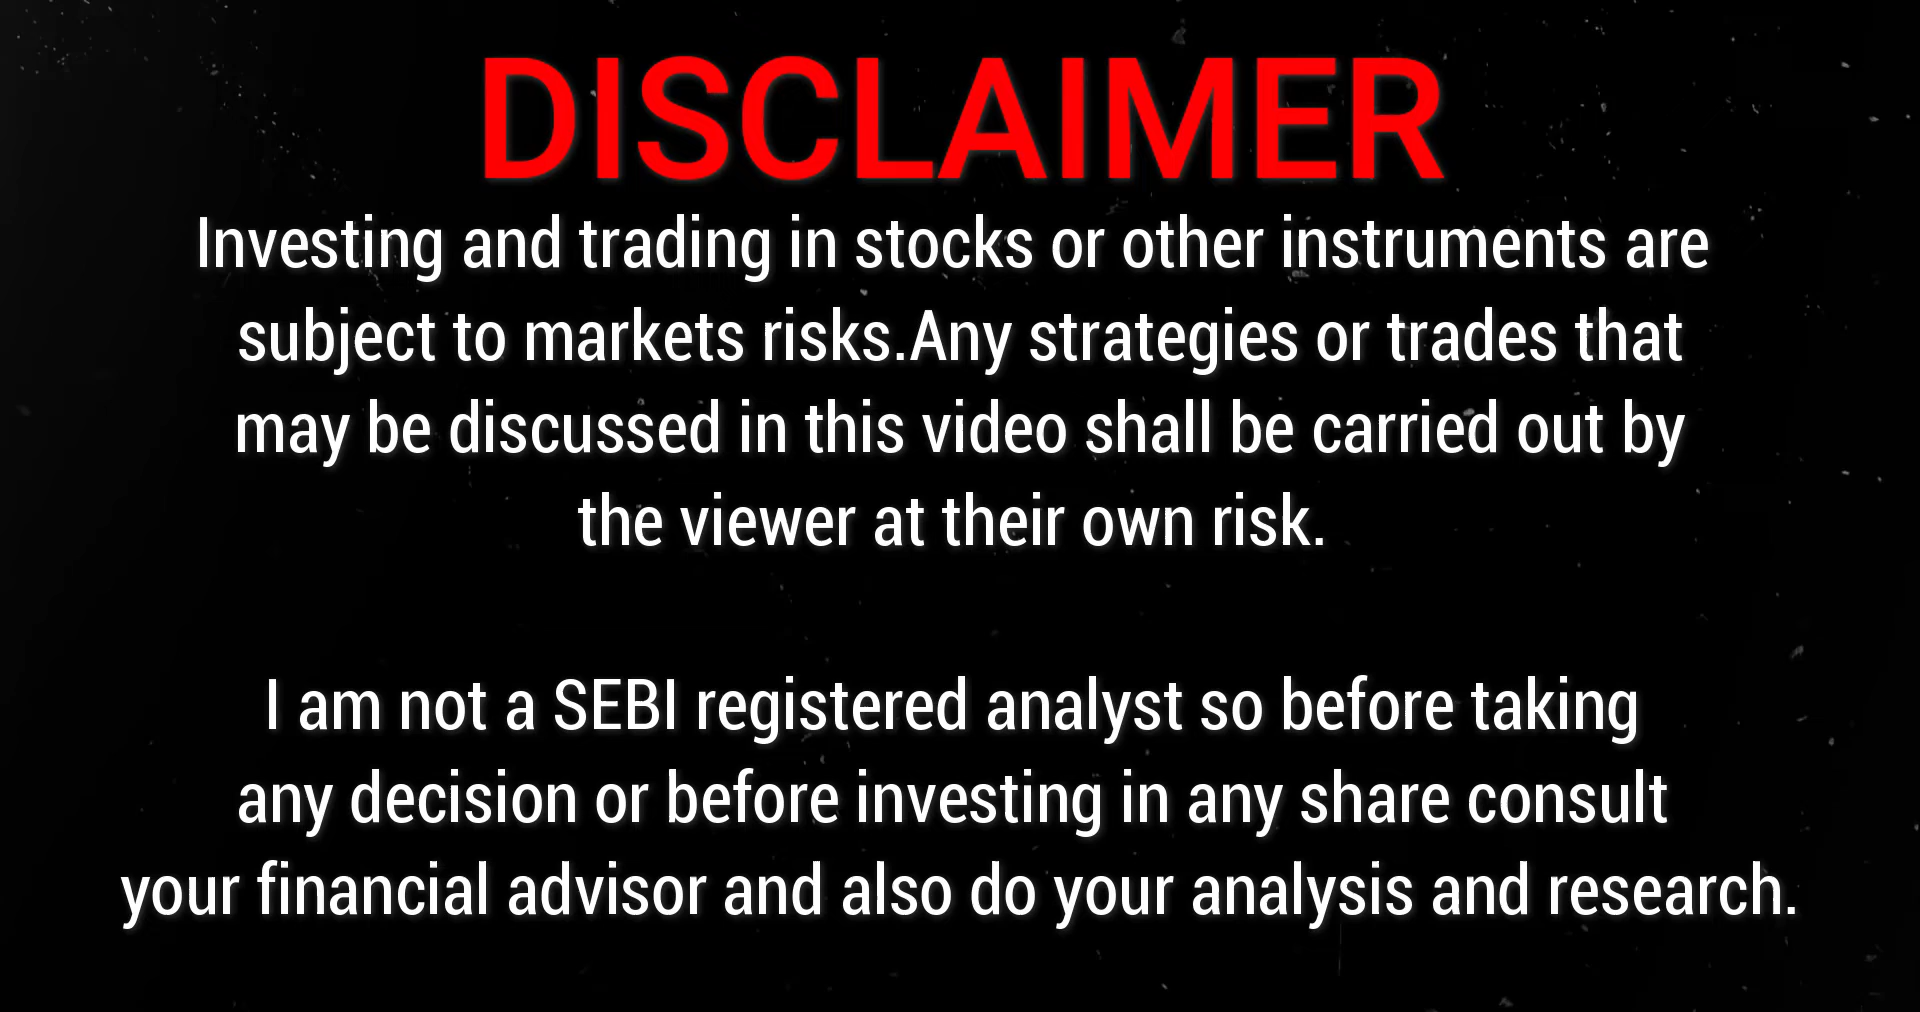 DISCLAIMER
Investing and trading in stocks or other instruments are
subject to markets risks.Any strategies or trades that
may be discussed in this video shall be carried out by
the viewer at their own risk.
I am not a SEBI registered analyst so before taking
any decision or before investing in any share consult
your financial advisor and also do your analysis and research.